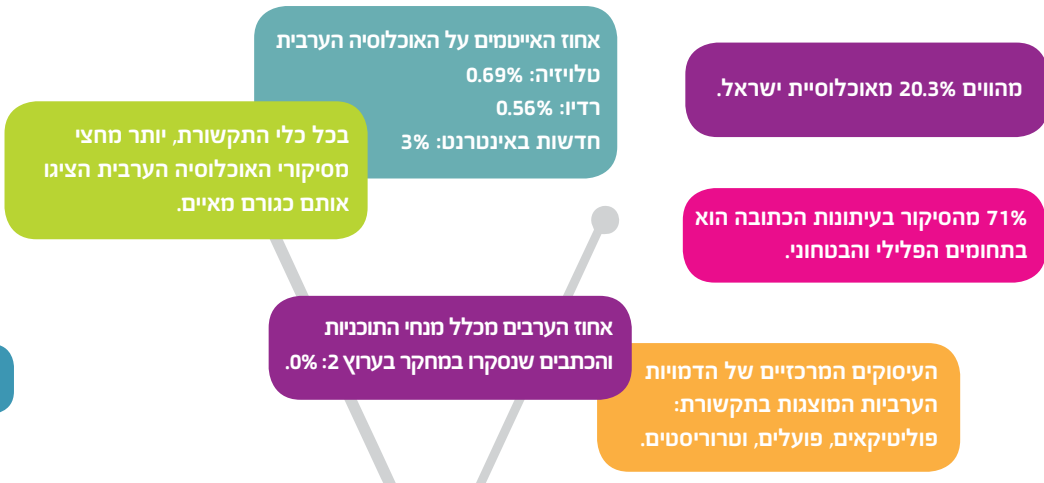 מהווים 20.3% מאוכלוסיית ישראל.
אחוז האייטמים על האוכלוסיה הערבית
טלויזיה: 0.69%
רדיו: 0.56%
חדשות באינטרנט: 3%
בכל כלי התקשורת, יותר מחצי
מסיקורי האוכלוסיה הערבית הציגו
אותם כגורם מאיים.
71% מהסיקור בעיתונות הכתובה הוא
בתחומים הפלילי והבטחוני.
אחוז הערבים מכלל מנחי התוכניות
והכתבים שנסקרו במחקר בערוץ 2: 0%.
העיסוקים המרכזיים של הדמויות
הערביות המוצגות בתקשורת:
פוליטיקאים, פועלים, וטרוריסטים.